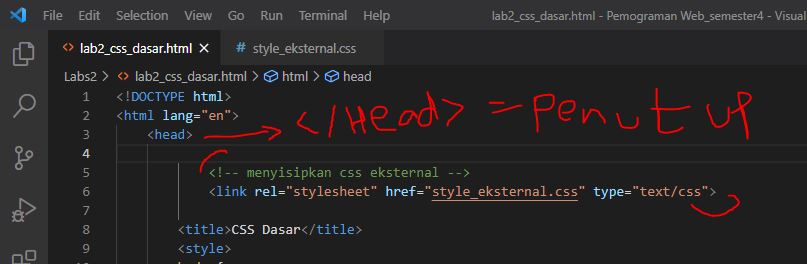 File Edit Selection View Go Run Terminal Help lab2_css_dasar.html - Pemograman Web_semester4 - Visual
lab2_css_dasar.html # style_eksternal.css
Labs2 > lab2_css_dasar.html > html > head
1 <!DOCTYPE html>
2 <html lang="en">
3 <head> </Head> = Penutup
4
5 <!-- menyisipkan css eksternal -->
6 <link rel="stylesheet" href="style_eksternal.css" type="text/css">
7
8 <title>CSS Dasar</title>
9 <style>